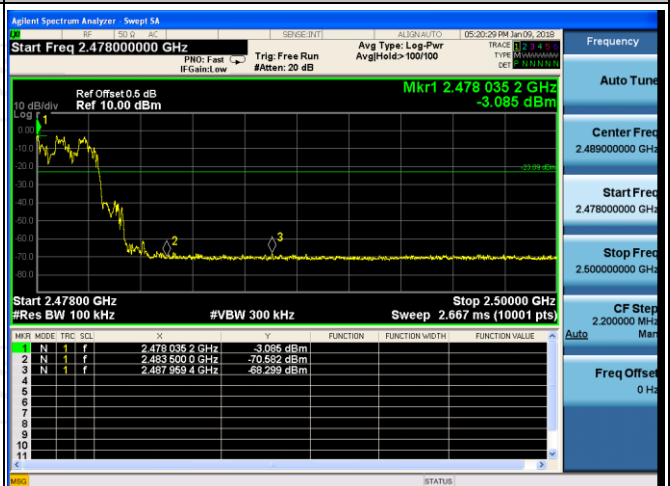 Agilent Spectrum Analyzer - Swept SA
RF 50 Ω AC SENSE:INT ALIGN AUTO 05:20:29 PM Jan 09, 2018
Start Freq 2.478000000 GHz
PNO: Fast
IFGain:Low
Trig: Free Run
#Atten: 20 dB
Avg Type: Log-Pwr
Avg|Hold>100/100
TRACE 1 2 3 4 5 6
TYPE M
DET P N N N N N
Frequency
Auto Tune
Center Freq
2.489000000 GHz
Start Freq
2.478000000 GHz
Stop Freq
2.500000000 GHz
CF Step
2.200000 MHz
Auto Man
Freq Offset
0 Hz
Ref Offset 0.5 dB
10 dB/div Ref 10.00 dBm
Log
Mkr1 2.478 035 2 GHz
-3.085 dBm
0.00
-10.0
-20.0
-30.0
-40.0
-50.0
-60.0
-70.0
-80.0
1
2
3
-23.09 dBm
Start 2.47800 GHz Stop 2.50000 GHz
#Res BW 100 kHz #VBW 300 kHz Sweep 2.667 ms (10001 pts)
MKR MODE TRC SCL X Y FUNCTION FUNCTION WIDTH FUNCTION VALUE
1 N 1 f 2.478 035 2 GHz -3.085 dBm
2 N 1 f 2.483 500 0 GHz -70.582 dBm
3 N 1 f 2.487 959 4 GHz -68.299 dBm
4
5
6
7
8
9
10
11
MSG STATUS